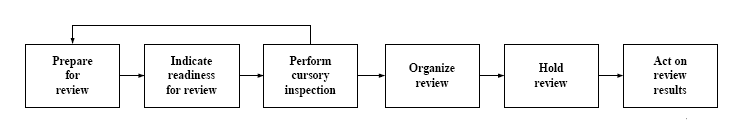 Prepare
for
review
Indicate
readiness
for review
Perform
cursory
inspection
Organize
review
Hold
review
Act on
review
results